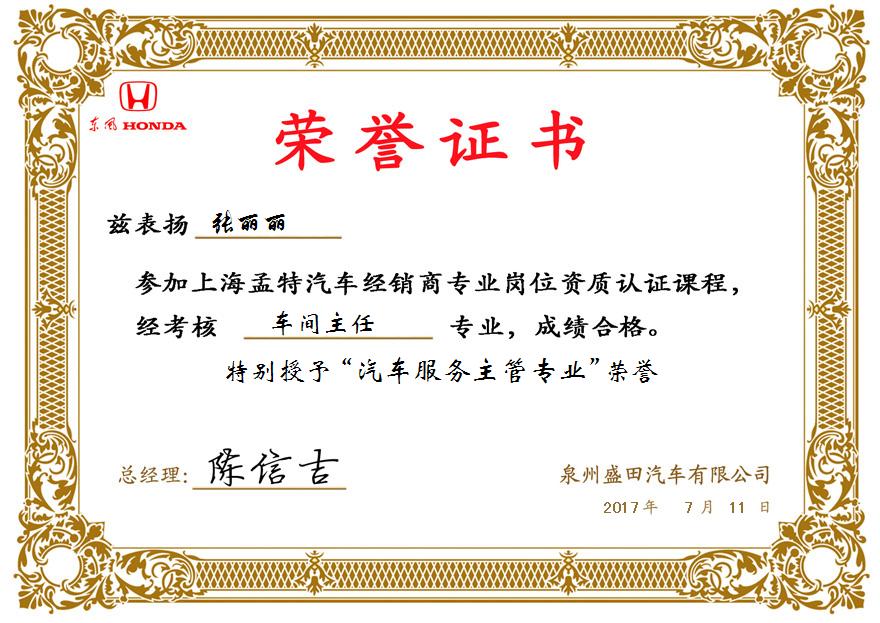 东风 HONDA
荣誉证书
兹表扬 张丽丽
参加上海孟特汽车经销商专业岗位资质认证课程，
经考核 车间主任 专业，成绩合格。
特别授予“汽车服务主管专业”荣誉
总经理: 陈信吉
泉州盛田汽车有限公司
2017年 7月 11日